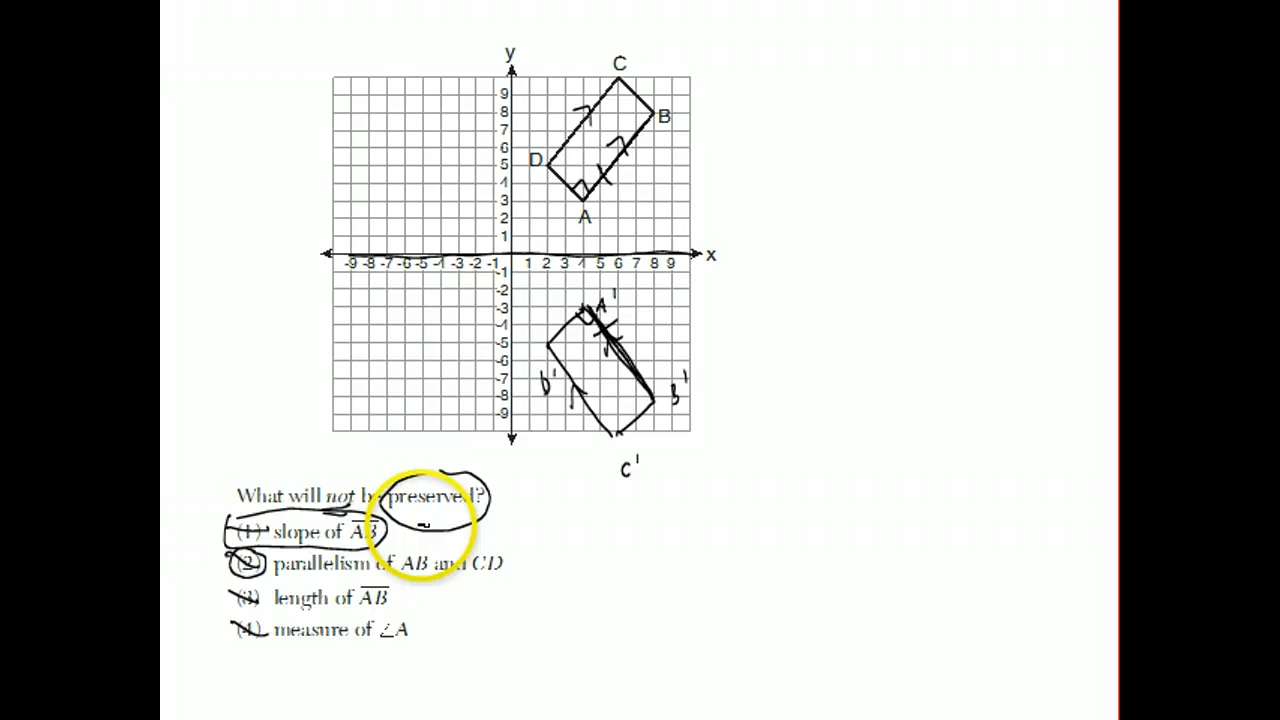 y
C
9
8
B
7
6
D
5
4
3
A
2
1
x
-9 -8 -7 -6 -5 -4 -3 -2 -1 1 2 3 4 5 6 7 8 9
-1
-2
-3
A'
-4
-5
-6
-7
D'
B'
-8
-9
C'
What will not be preserved?
(1) slope of AB
(2) parallelism of AB and CD
(3) length of AB
(4) measure of ∠A